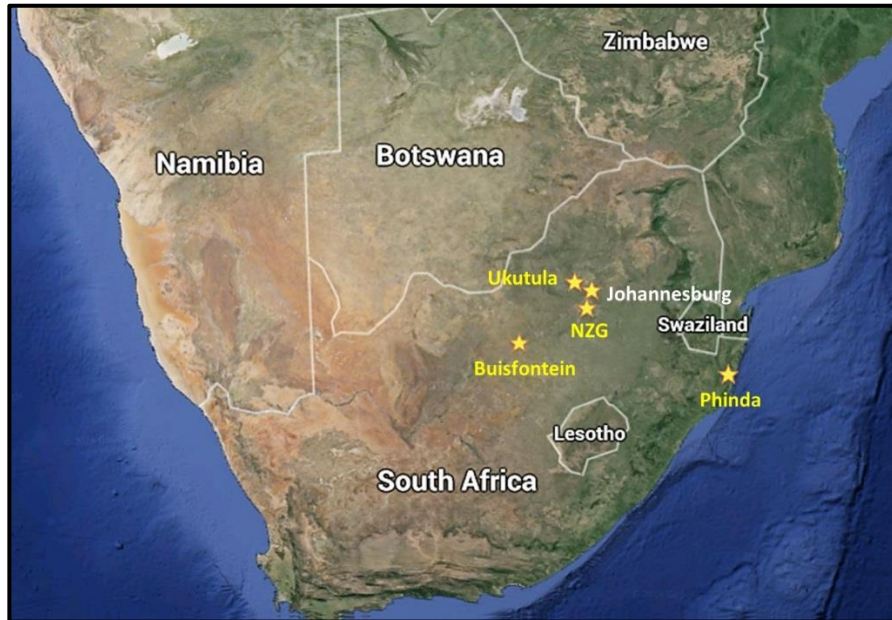 Zimbabwe
Namibia
Botswana
Ukutula
Johannesburg
NZG
Swaziland
Buisfontein
Phinda
Lesotho
South Africa